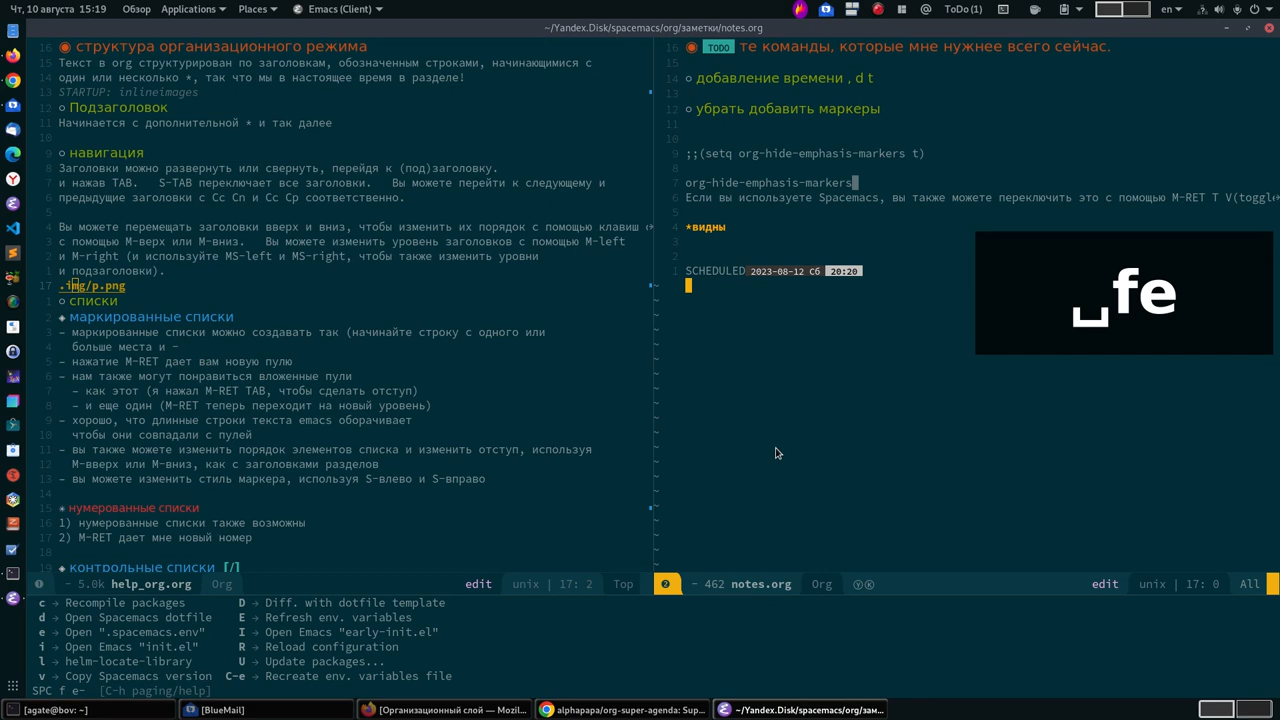 Чт, 10 августа 15:19
Applications
Places
Emacs (Client)
ToDo(1)
en
~/Yandex.Disk/spacemacs/org/заметки/notes.org
16 ◉ структура организационного режима
15 Текст в org структурирован по заголовкам, обозначенным строками, начинающимися с
14 один или несколько *, так что мы в настоящее время в разделе!
13 STARTUP: inlineimages
12 ○ Подзаголовок
11 Начинается с дополнительной * и так далее
10
9 ○ навигация
8 Заголовки можно развернуть или свернуть, перейдя к (под)заголовку.
7 и нажав TAB. S-TAB переключает все заголовки. Вы можете перейти к следующему и
6 предыдущие заголовки с Cc Cn и Cc Cp соответственно.
5
4 Вы можете перемещать заголовки вверх и вниз, чтобы изменить их порядок с помощью клавиш
3 с помощью M-верх или M-вниз. Вы можете изменить уровень заголовков с помощью M-left
2 и M-right (и используйте MS-left и MS-right, чтобы также изменить уровни
1 и подзаголовки).
17 .img/p.png
1 ○ списки
2 ◈ маркированные списки
3 – маркированные списки можно создавать так (начинайте строку с одного или
4 больше места и –
5 – нажатие M-RET дает вам новую пулю
6 – нам также могут понравиться вложенные пули
7 – как этот (я нажал M-RET TAB, чтобы сделать отступ)
8 – и еще один (M-RET теперь переходит на новый уровень)
9 – хорошо, что длинные строки текста emacs оборачивает
10 чтобы они совпадали с пулей
11 – вы также можете изменить порядок элементов списка и изменить отступ, используя
12 M-вверх или M-вниз, как с заголовками разделов
13 – вы можете изменить стиль маркера, используя S-влево и S-вправо
14
15 ✳ нумерованные списки
16 1) нумерованные списки также возможны
17 2) M-RET дает мне новый номер
18
◈ контрольные списки [/]
❶ - 5.0k help_org.org Org edit unix | 17: 2 Top
16 ◉ TODO те команды, которые мне нужнее всего сейчас.
15
14 ○ добавление времени , d t
13
12 ○ убрать добавить маркеры
11
10
9 ;;(setq org-hide-emphasis-markers t)
8
7 org-hide-emphasis-markers
6 Если вы используете Spacemacs, вы также можете переключить это с помощью M-RET T V(toggl
5
4 *видны
3
2
1 SCHEDULED 2023-08-12 Сб 20:20
␣fe
❷ - 462 notes.org Org ⓎⓀ edit unix | 17: 0 All
c → Recompile packages D → Diff. with dotfile template
d → Open Spacemacs dotfile E → Refresh env. variables
e → Open ".spacemacs.env" I → Open Emacs "early-init.el"
i → Open Emacs "init.el" R → Reload configuration
l → helm-locate-library U → Update packages...
v → Copy Spacemacs version C-e → Recreate env. variables file
SPC f e- [C-h paging/help]
[agate@bov: ~]
[BlueMail]
[Организационный слой — Mozil...
alphapapa/org-super-agenda: Sup...
~/Yandex.Disk/spacemacs/org/зам...